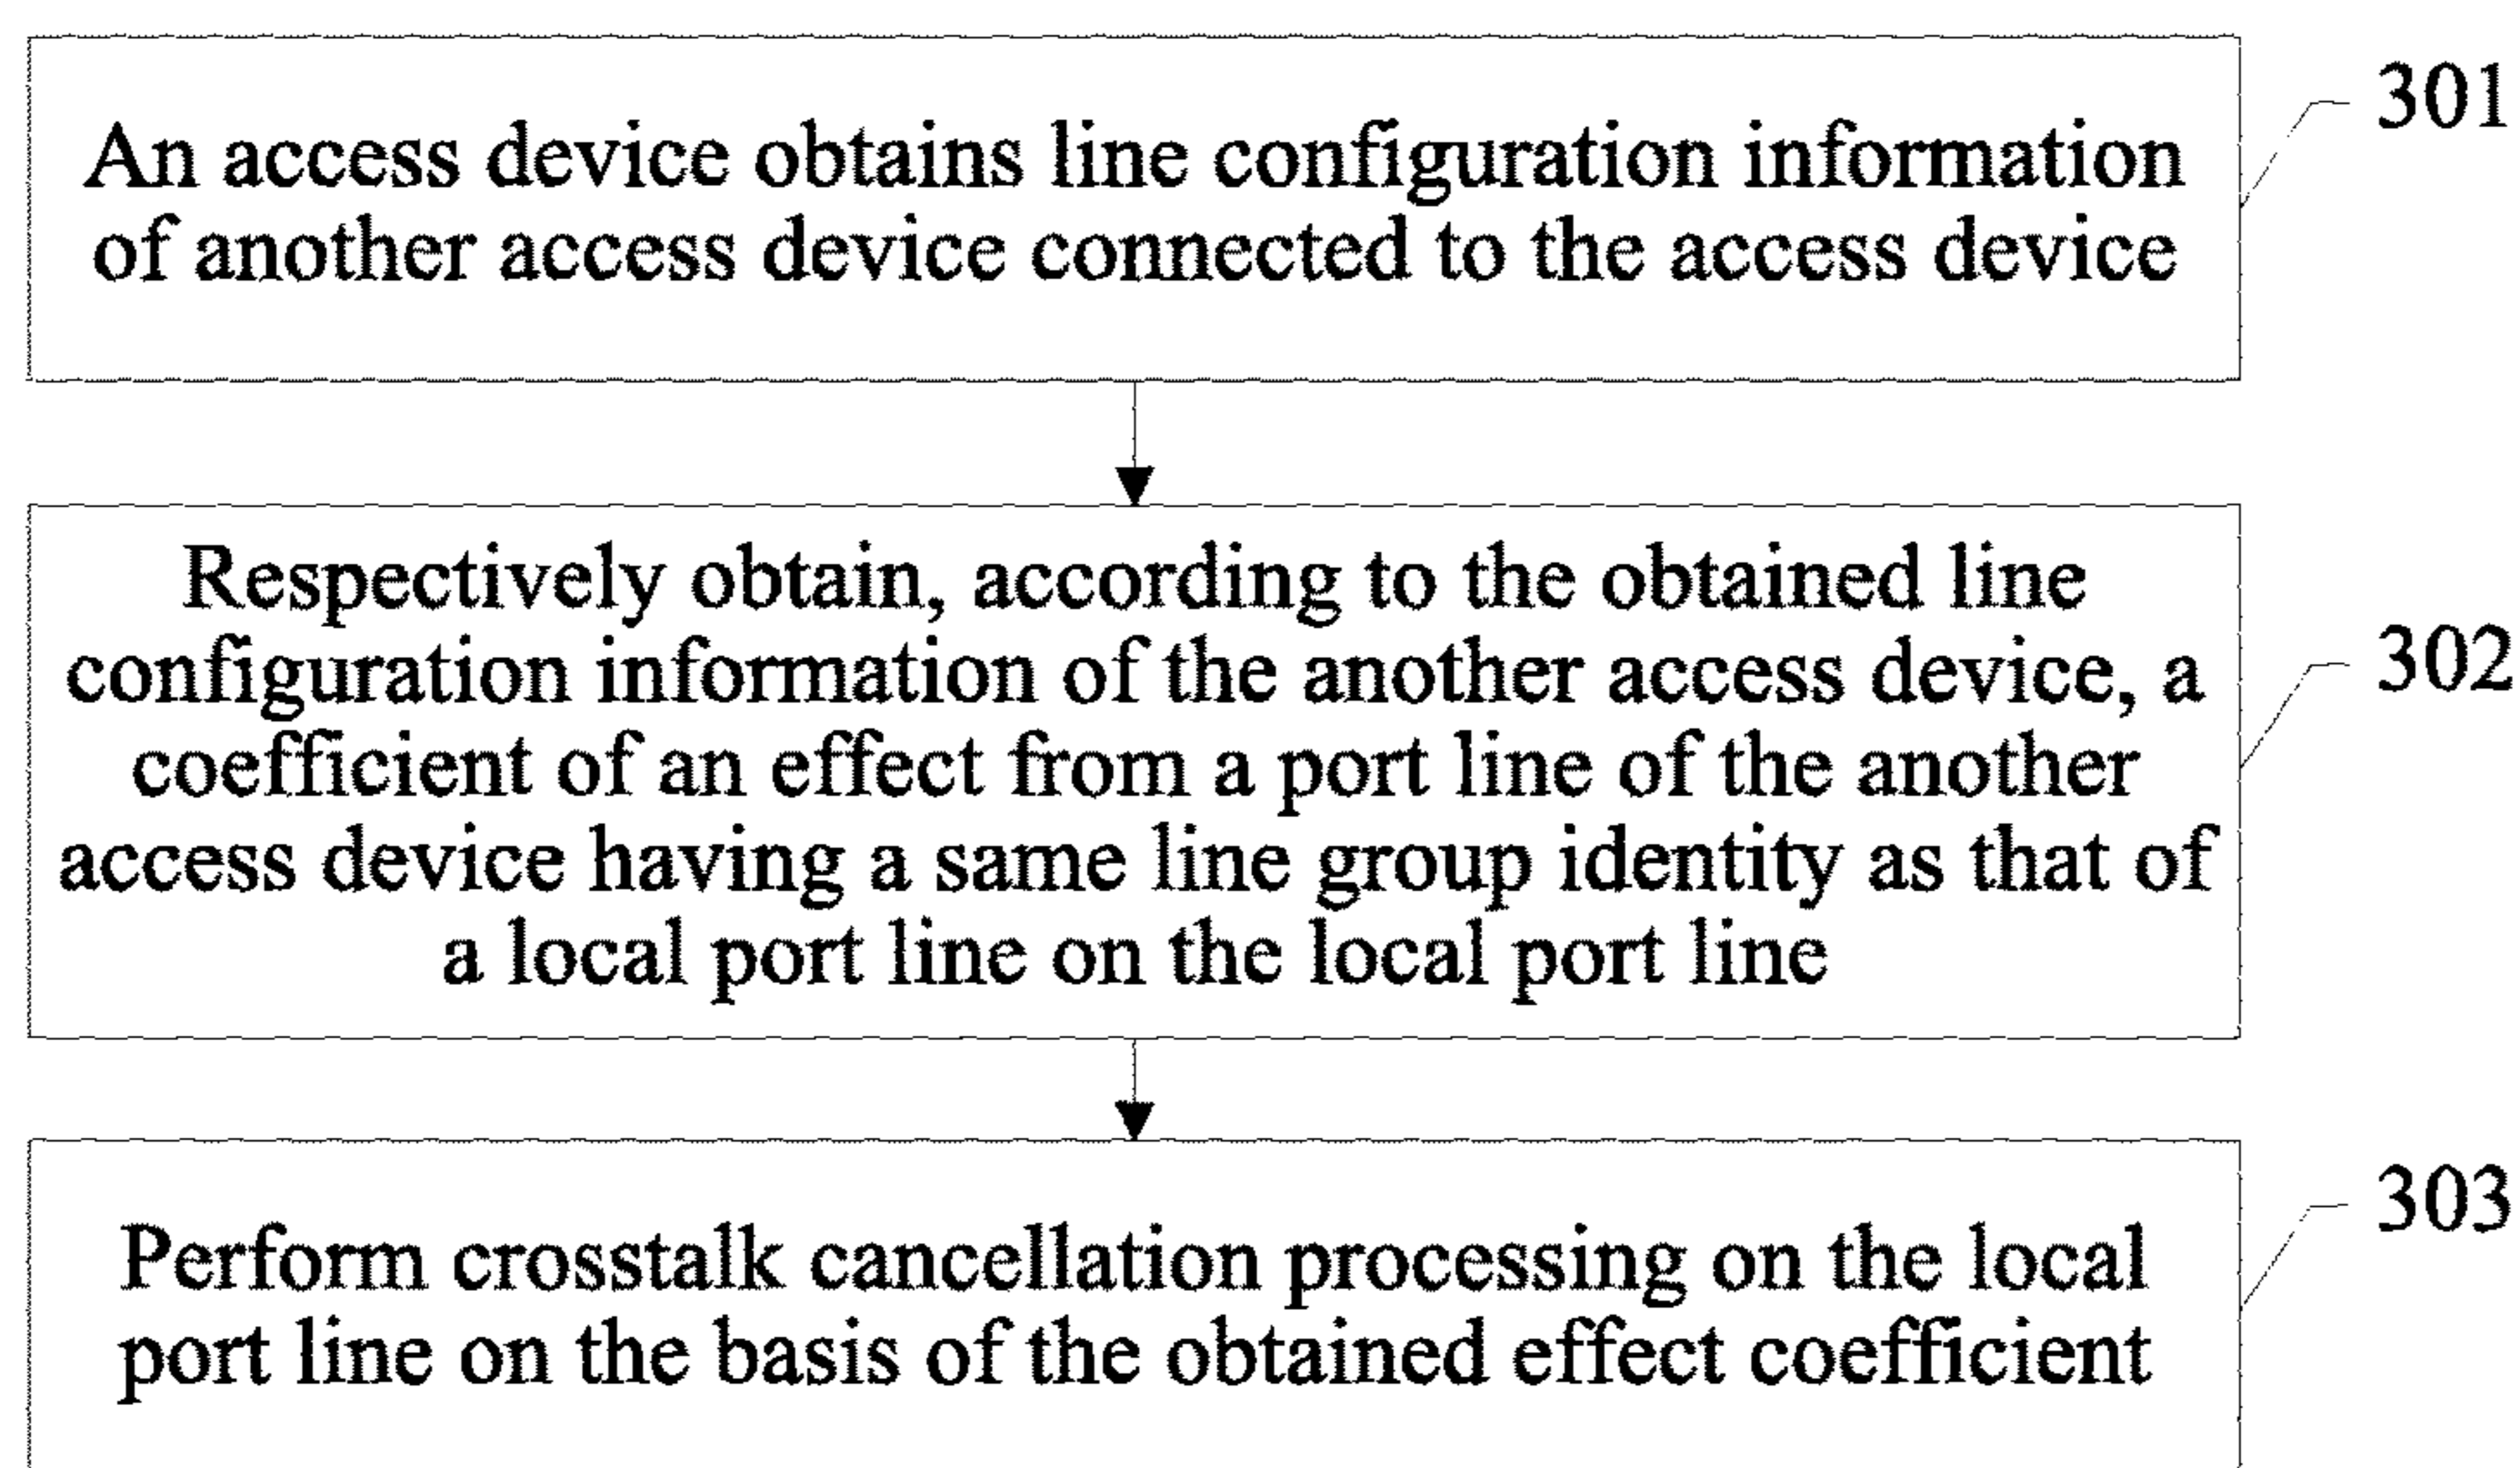 An access device obtains line configuration information
of another access device connected to the access device
301
Respectively obtain, according to the obtained line
configuration information of the another access device, a
coefficient of an effect from a port line of the another
access device having a same line group identity as that of
a local port line on the local port line
302
Perform crosstalk cancellation processing on the local
port line on the basis of the obtained effect coefficient
303